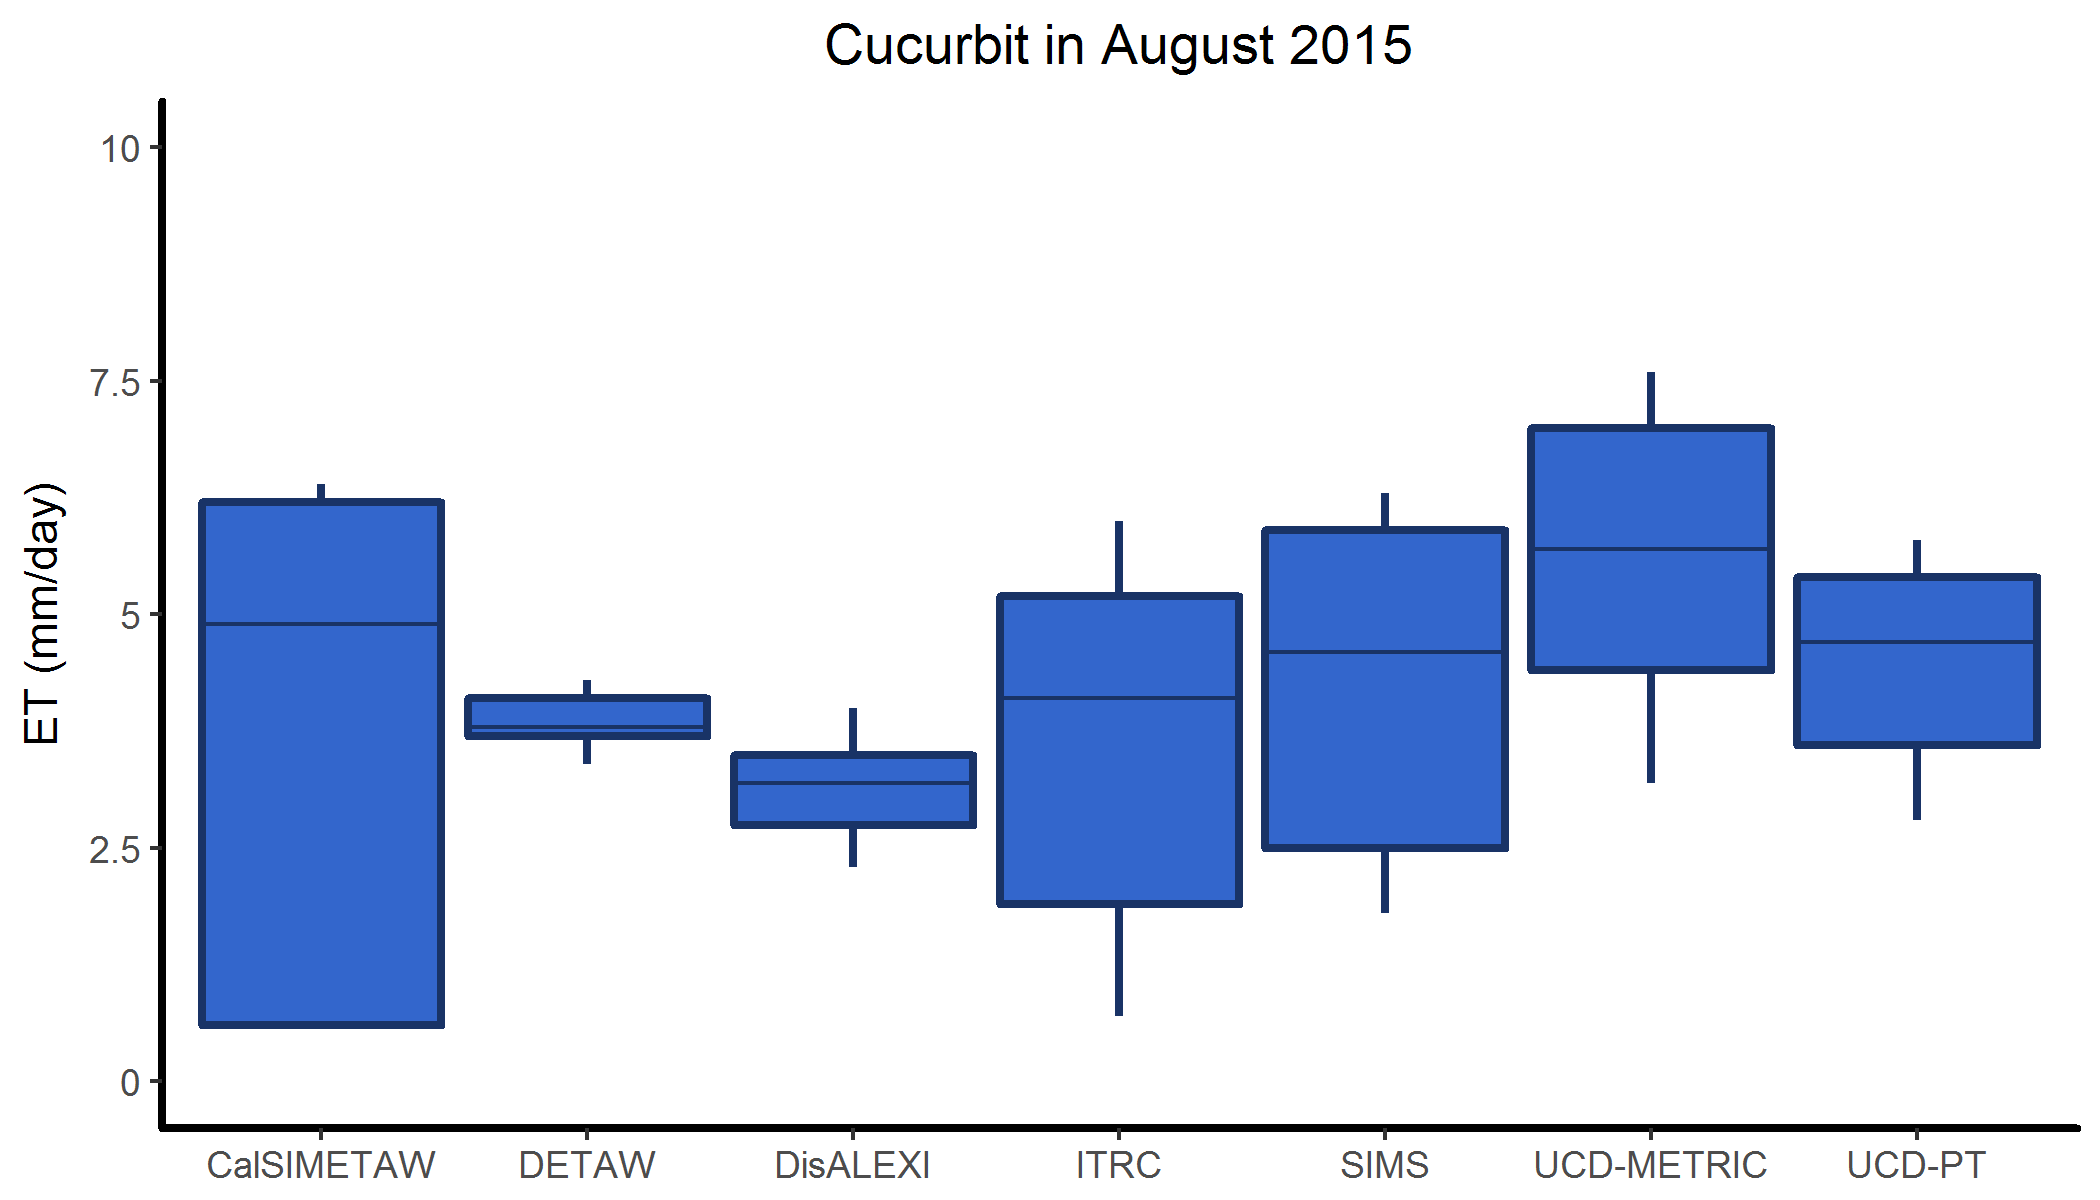 Cucurbit in August 2015
ET (mm/day)
10
7.5
5
2.5
0
CalSIMETAW DETAW DisALEXI ITRC SIMS UCD-METRIC UCD-PT